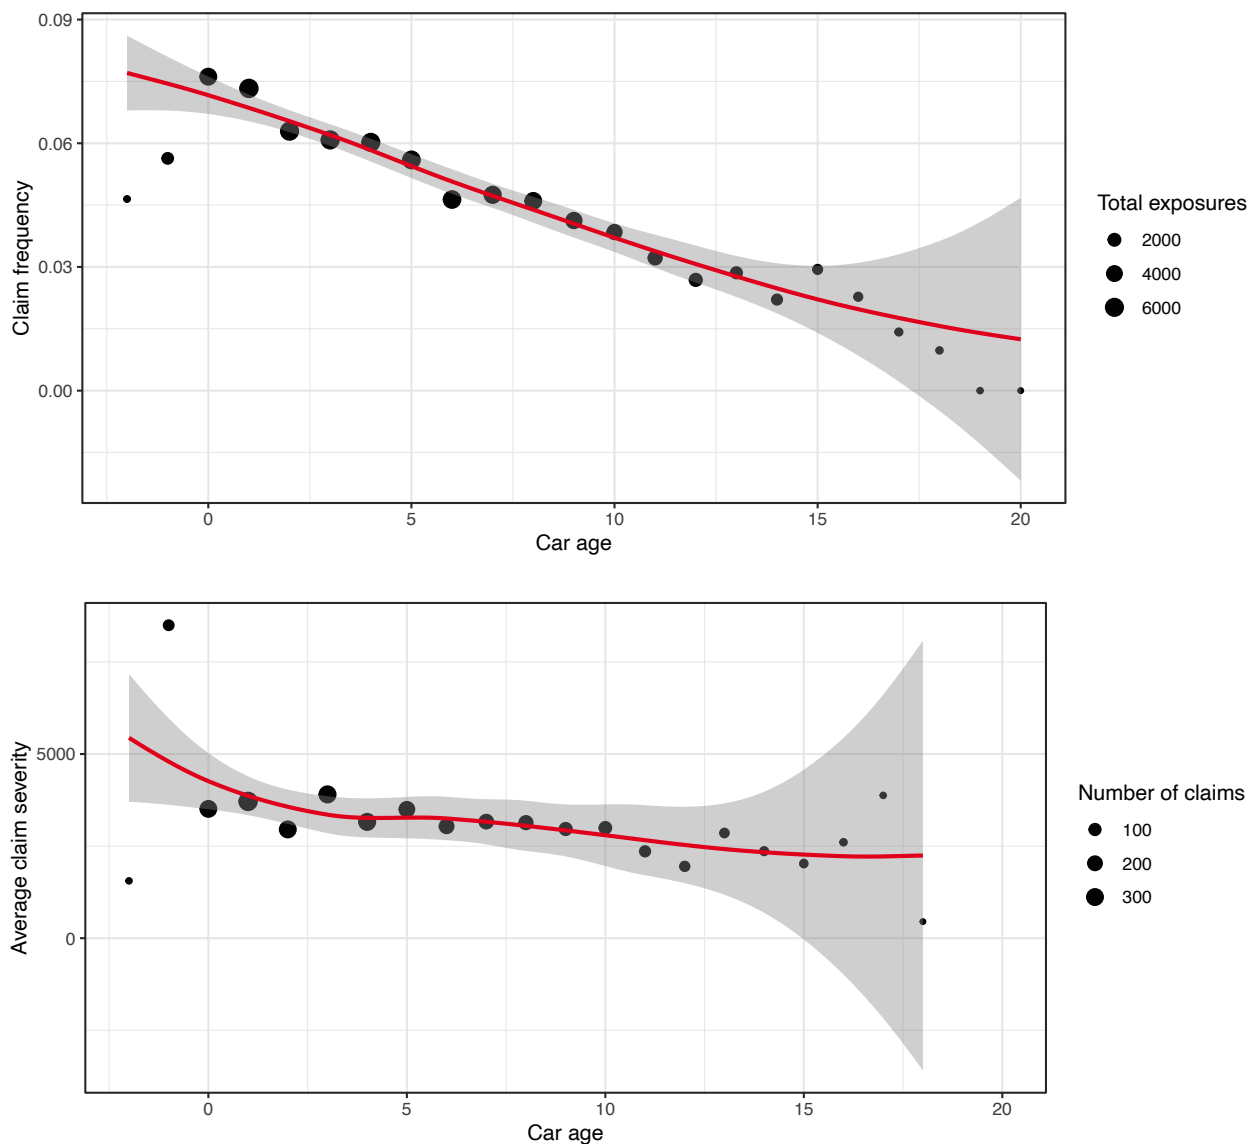 0.09
0.06
0.03
0.00
Claim frequency
0 5 10 15 20
Car age
Total exposures
2000
4000
6000
5000
0
Average claim severity
0 5 10 15 20
Car age
Number of claims
100
200
300